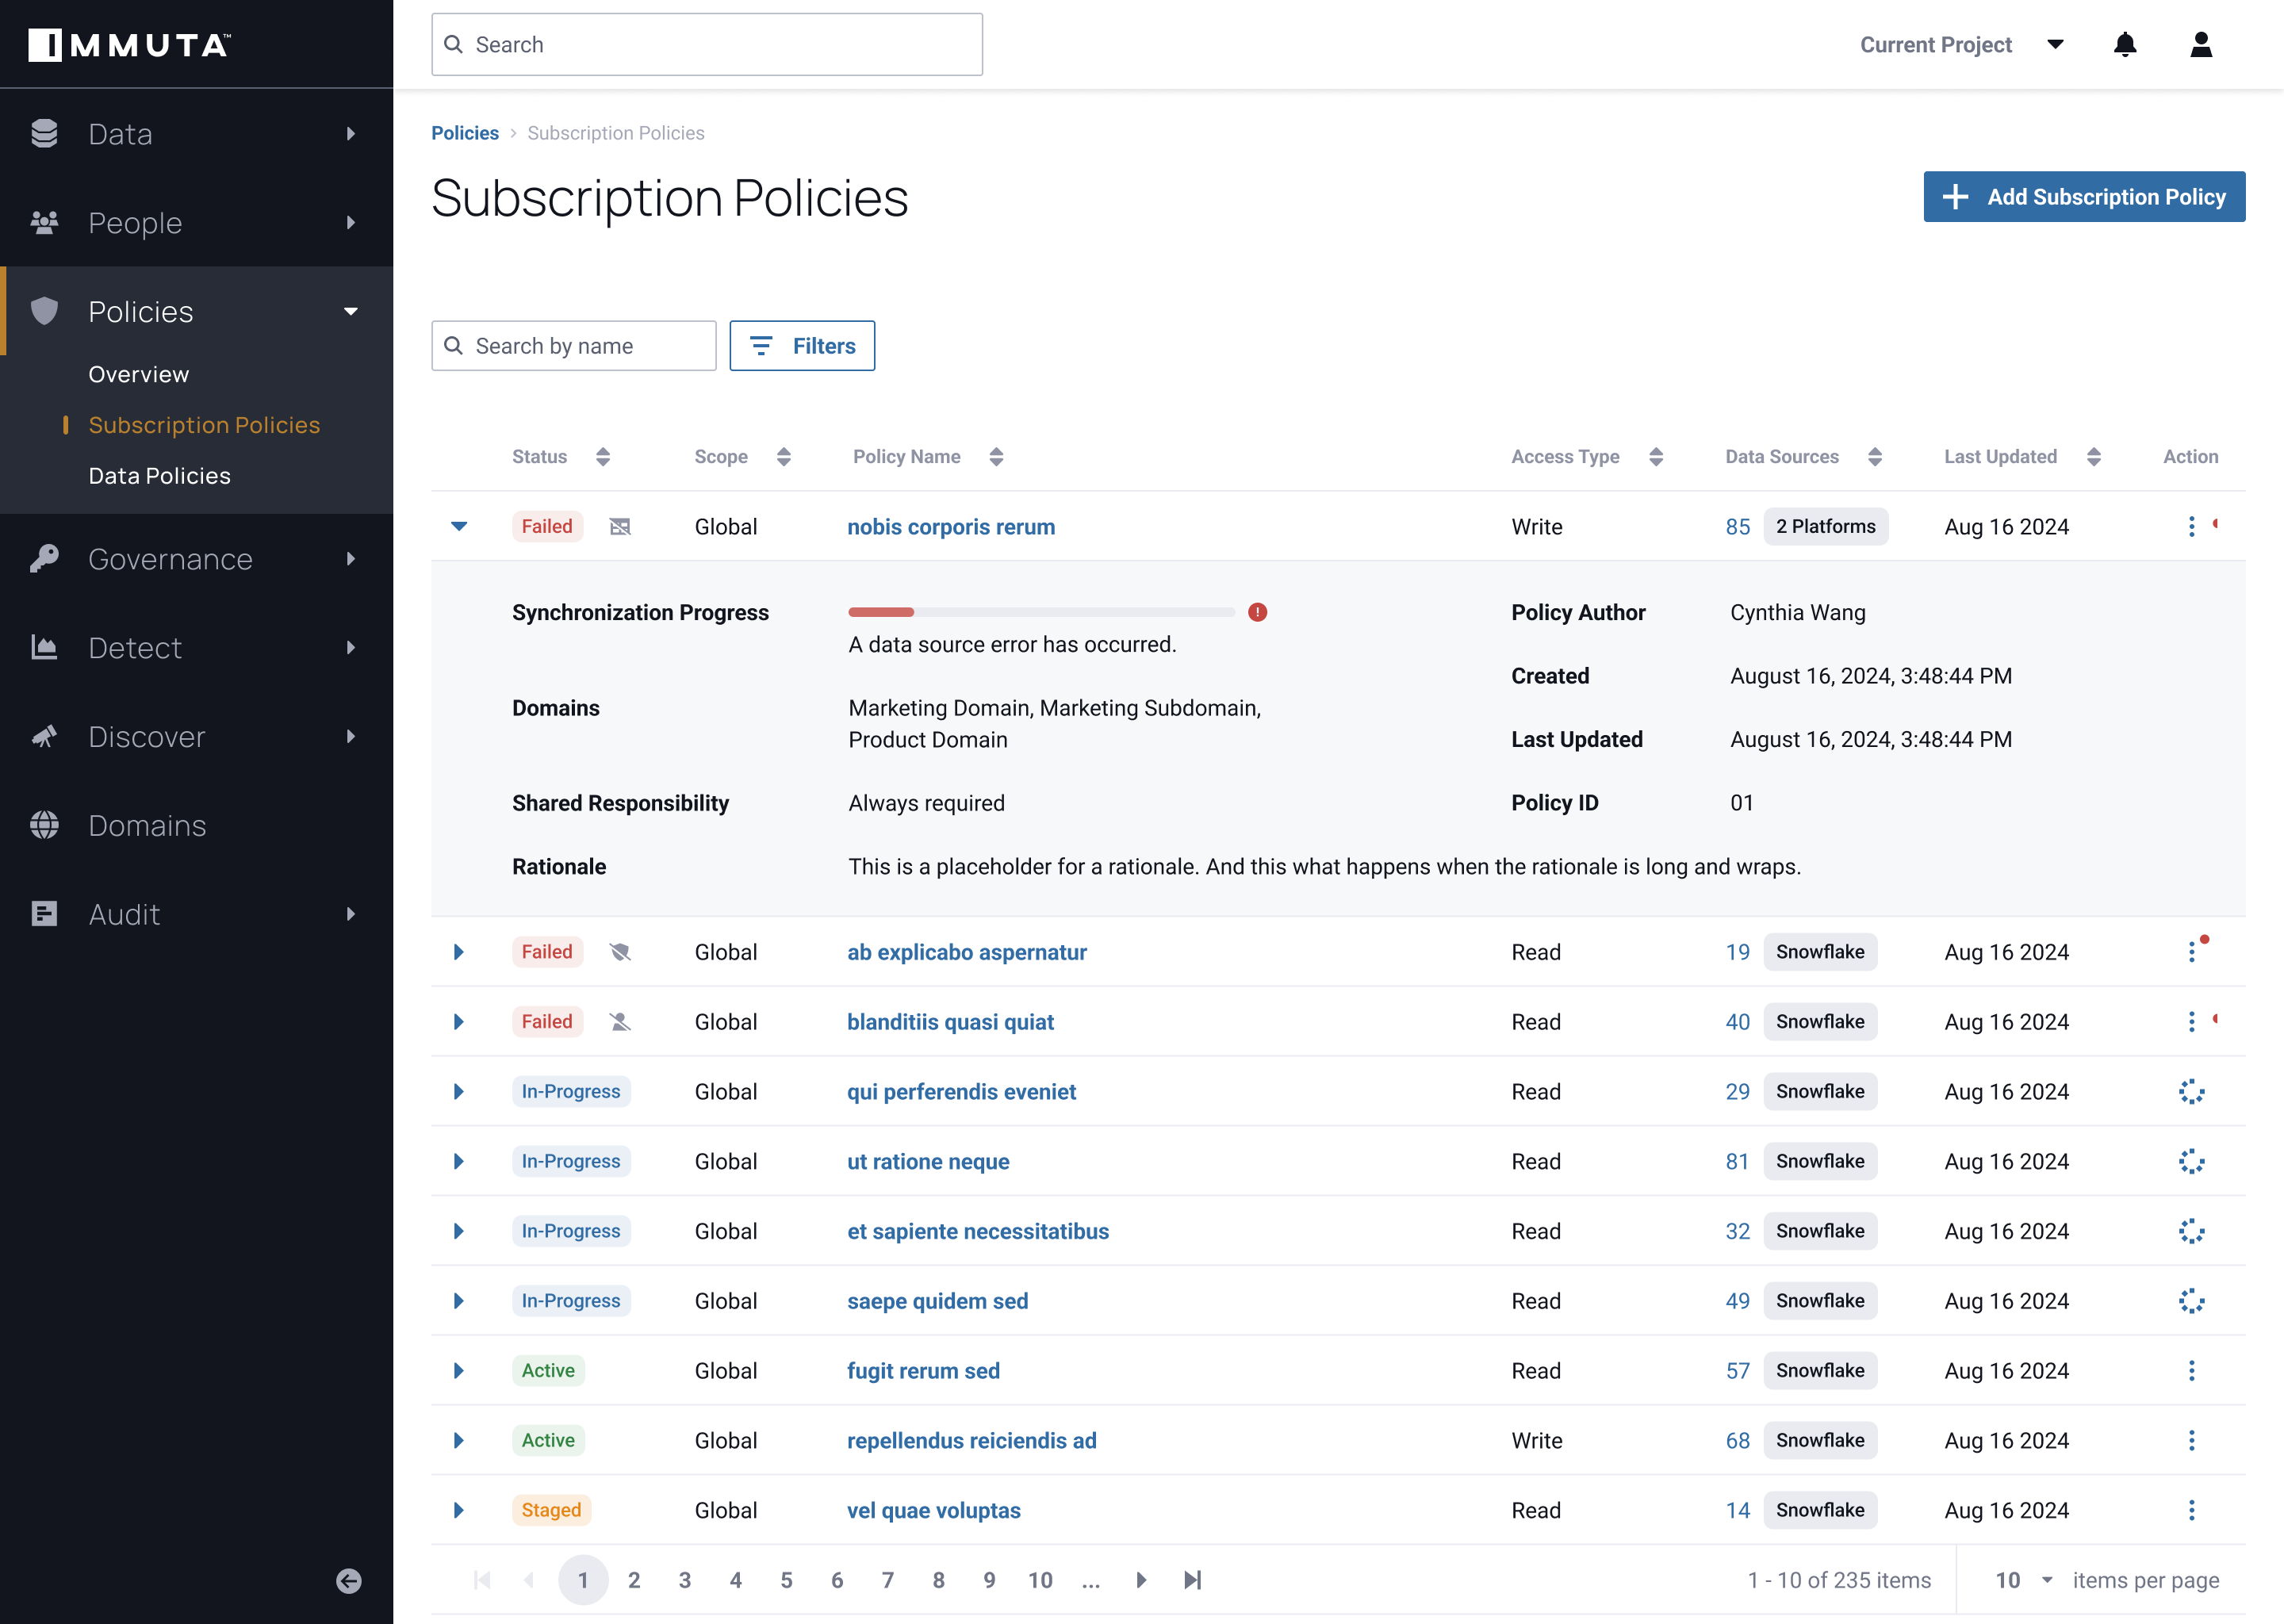 IMMUTA™
Search
Current Project
Data
People
Policies
Overview
Subscription Policies
Data Policies
Governance
Detect
Discover
Domains
Audit
Policies › Subscription Policies
Subscription Policies
Add Subscription Policy
Search by name
Filters
Status Scope Policy Name Access Type Data Sources Last Updated Action
Failed Global nobis corporis rerum Write 85 2 Platforms Aug 16 2024
Synchronization Progress
A data source error has occurred.
Domains Marketing Domain, Marketing Subdomain,
Product Domain
Shared Responsibility Always required
Policy Author Cynthia Wang
Created August 16, 2024, 3:48:44 PM
Last Updated August 16, 2024, 3:48:44 PM
Policy ID 01
Rationale This is a placeholder for a rationale. And this what happens when the rationale is long and wraps.
Failed Global ab explicabo aspernatur Read 19 Snowflake Aug 16 2024
Failed Global blanditiis quasi quiat Read 40 Snowflake Aug 16 2024
In-Progress Global qui perferendis eveniet Read 29 Snowflake Aug 16 2024
In-Progress Global ut ratione neque Read 81 Snowflake Aug 16 2024
In-Progress Global et sapiente necessitatibus Read 32 Snowflake Aug 16 2024
In-Progress Global saepe quidem sed Read 49 Snowflake Aug 16 2024
Active Global fugit rerum sed Read 57 Snowflake Aug 16 2024
Active Global repellendus reiciendis ad Write 68 Snowflake Aug 16 2024
Staged Global vel quae voluptas Read 14 Snowflake Aug 16 2024
1 2 3 4 5 6 7 8 9 10 ... 1 - 10 of 235 items 10 items per page